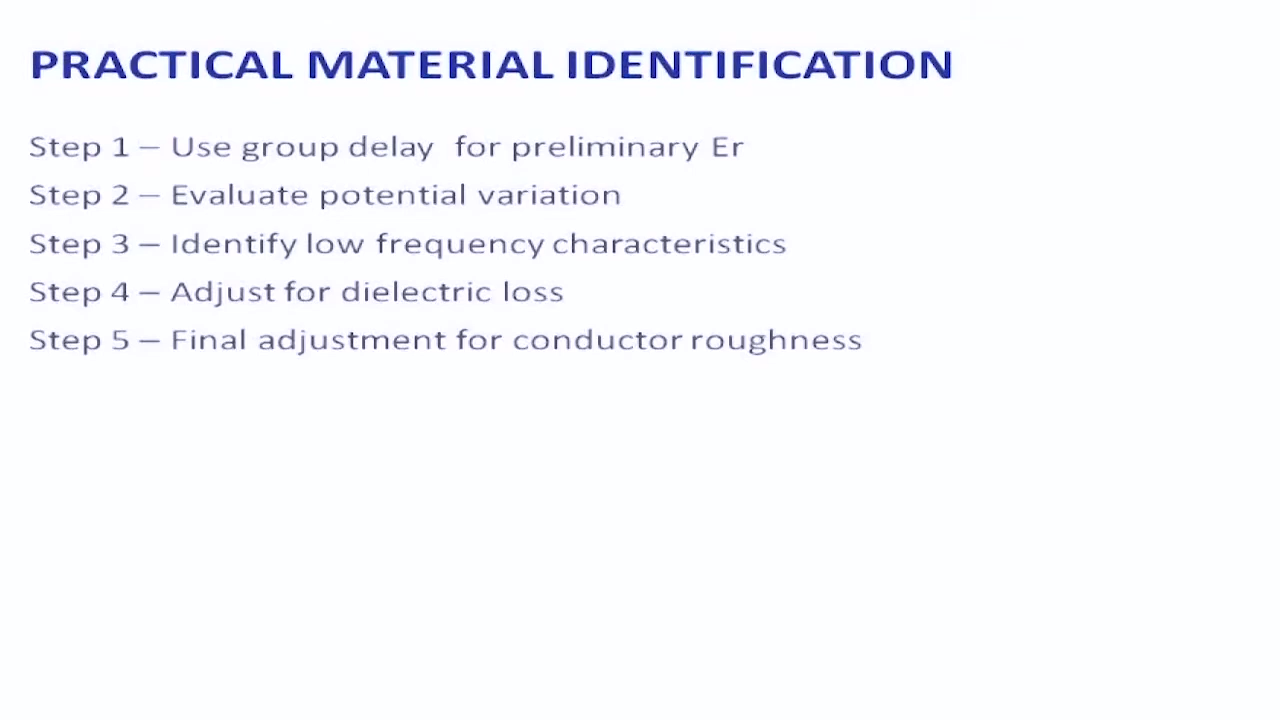 PRACTICAL MATERIAL IDENTIFICATION
Step 1 – Use group delay for preliminary Er
Step 2 – Evaluate potential variation
Step 3 – Identify low frequency characteristics
Step 4 – Adjust for dielectric loss
Step 5 – Final adjustment for conductor roughness